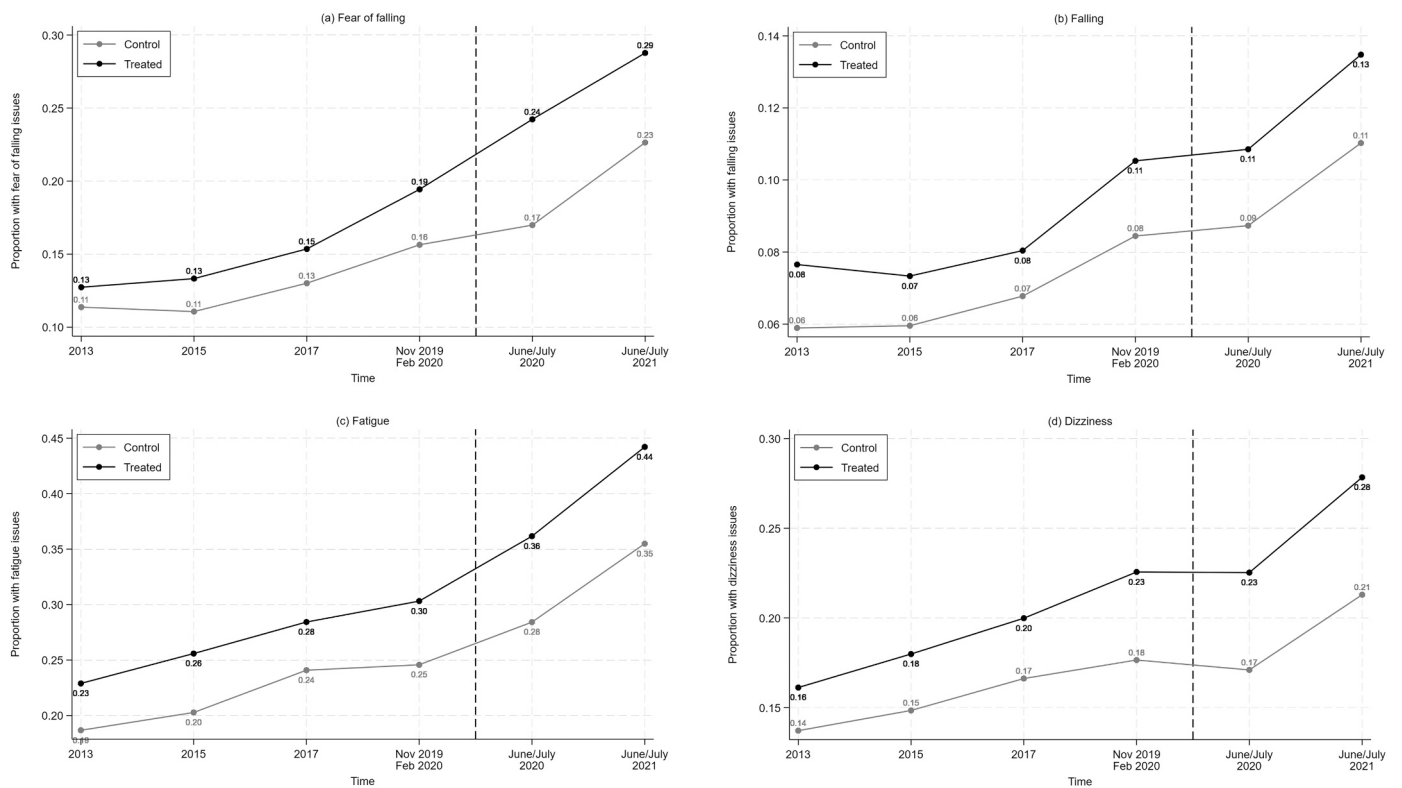 (a) Fear of falling
Control
Treated
Proportion with fear of falling issues
0.30
0.25
0.20
0.15
0.10
0.13
0.13
0.15
0.19
0.24
0.29
0.11
0.11
0.13
0.16
0.17
0.23
2013
2015
2017
Nov 2019
Feb 2020
June/July
2020
June/July
2021
Time
(b) Falling
Control
Treated
Proportion with falling issues
0.14
0.12
0.10
0.08
0.06
0.08
0.07
0.08
0.11
0.11
0.13
0.06
0.06
0.07
0.08
0.09
0.11
2013
2015
2017
Nov 2019
Feb 2020
June/July
2020
June/July
2021
Time
(c) Fatigue
Control
Treated
Proportion with fatigue issues
0.45
0.40
0.35
0.30
0.25
0.20
0.23
0.26
0.28
0.30
0.36
0.44
0.19
0.20
0.24
0.25
0.28
0.35
2013
2015
2017
Nov 2019
Feb 2020
June/July
2020
June/July
2021
Time
(d) Dizziness
Control
Treated
Proportion with dizziness issues
0.30
0.25
0.20
0.15
0.16
0.18
0.20
0.23
0.23
0.28
0.14
0.15
0.17
0.18
0.17
0.21
2013
2015
2017
Nov 2019
Feb 2020
June/July
2020
June/July
2021
Time